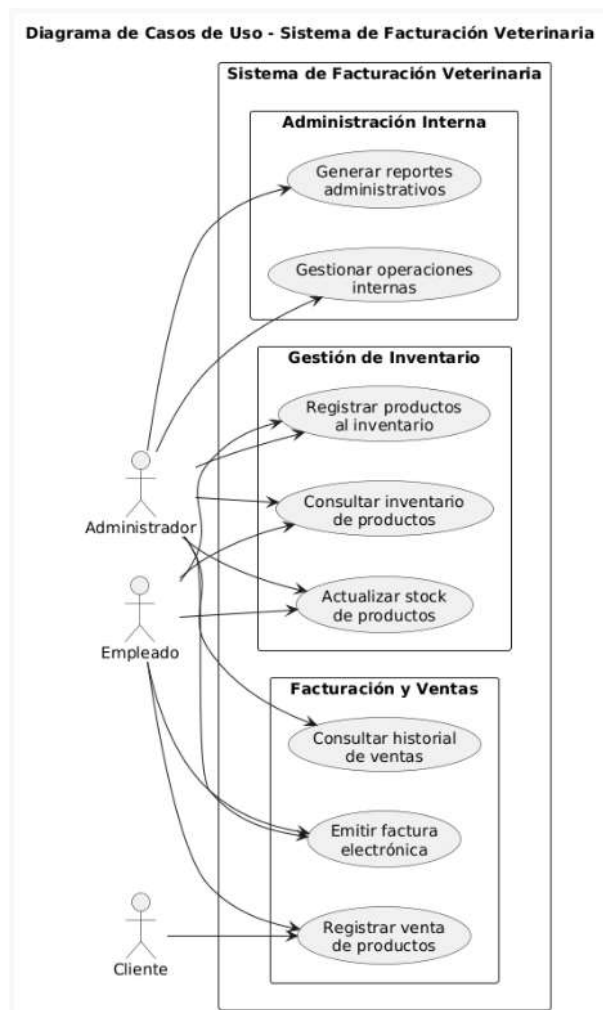 Diagrama de Casos de Uso - Sistema de Facturación Veterinaria
Sistema de Facturación Veterinaria
Administración Interna
Generar reportes
administrativos
Gestionar operaciones
internas
Gestión de Inventario
Registrar productos
al inventario
Consultar inventario
de productos
Actualizar stock
de productos
Administrador
Empleado
Facturación y Ventas
Consultar historial
de ventas
Emitir factura
electrónica
Registrar venta
de productos
Cliente